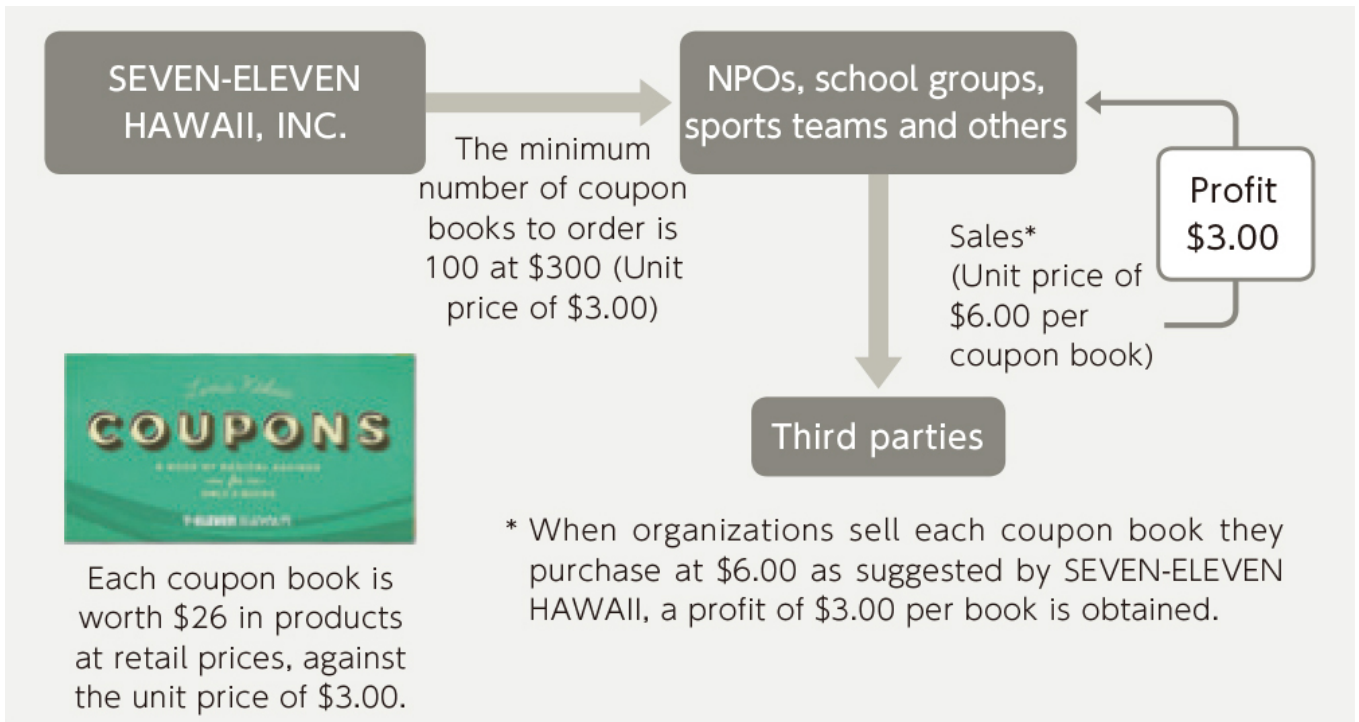 SEVEN-ELEVEN
HAWAII, INC.
The minimum
number of coupon
books to order is
100 at $300 (Unit
price of $3.00)
NPOs, school groups,
sports teams and others
Profit
$3.00
Sales*
(Unit price of
$6.00 per
coupon book)
Third parties
COUPONS
Each coupon book is
worth $26 in products
at retail prices, against
the unit price of $3.00.
* When organizations sell each coupon book they
purchase at $6.00 as suggested by SEVEN-ELEVEN
HAWAII, a profit of $3.00 per book is obtained.